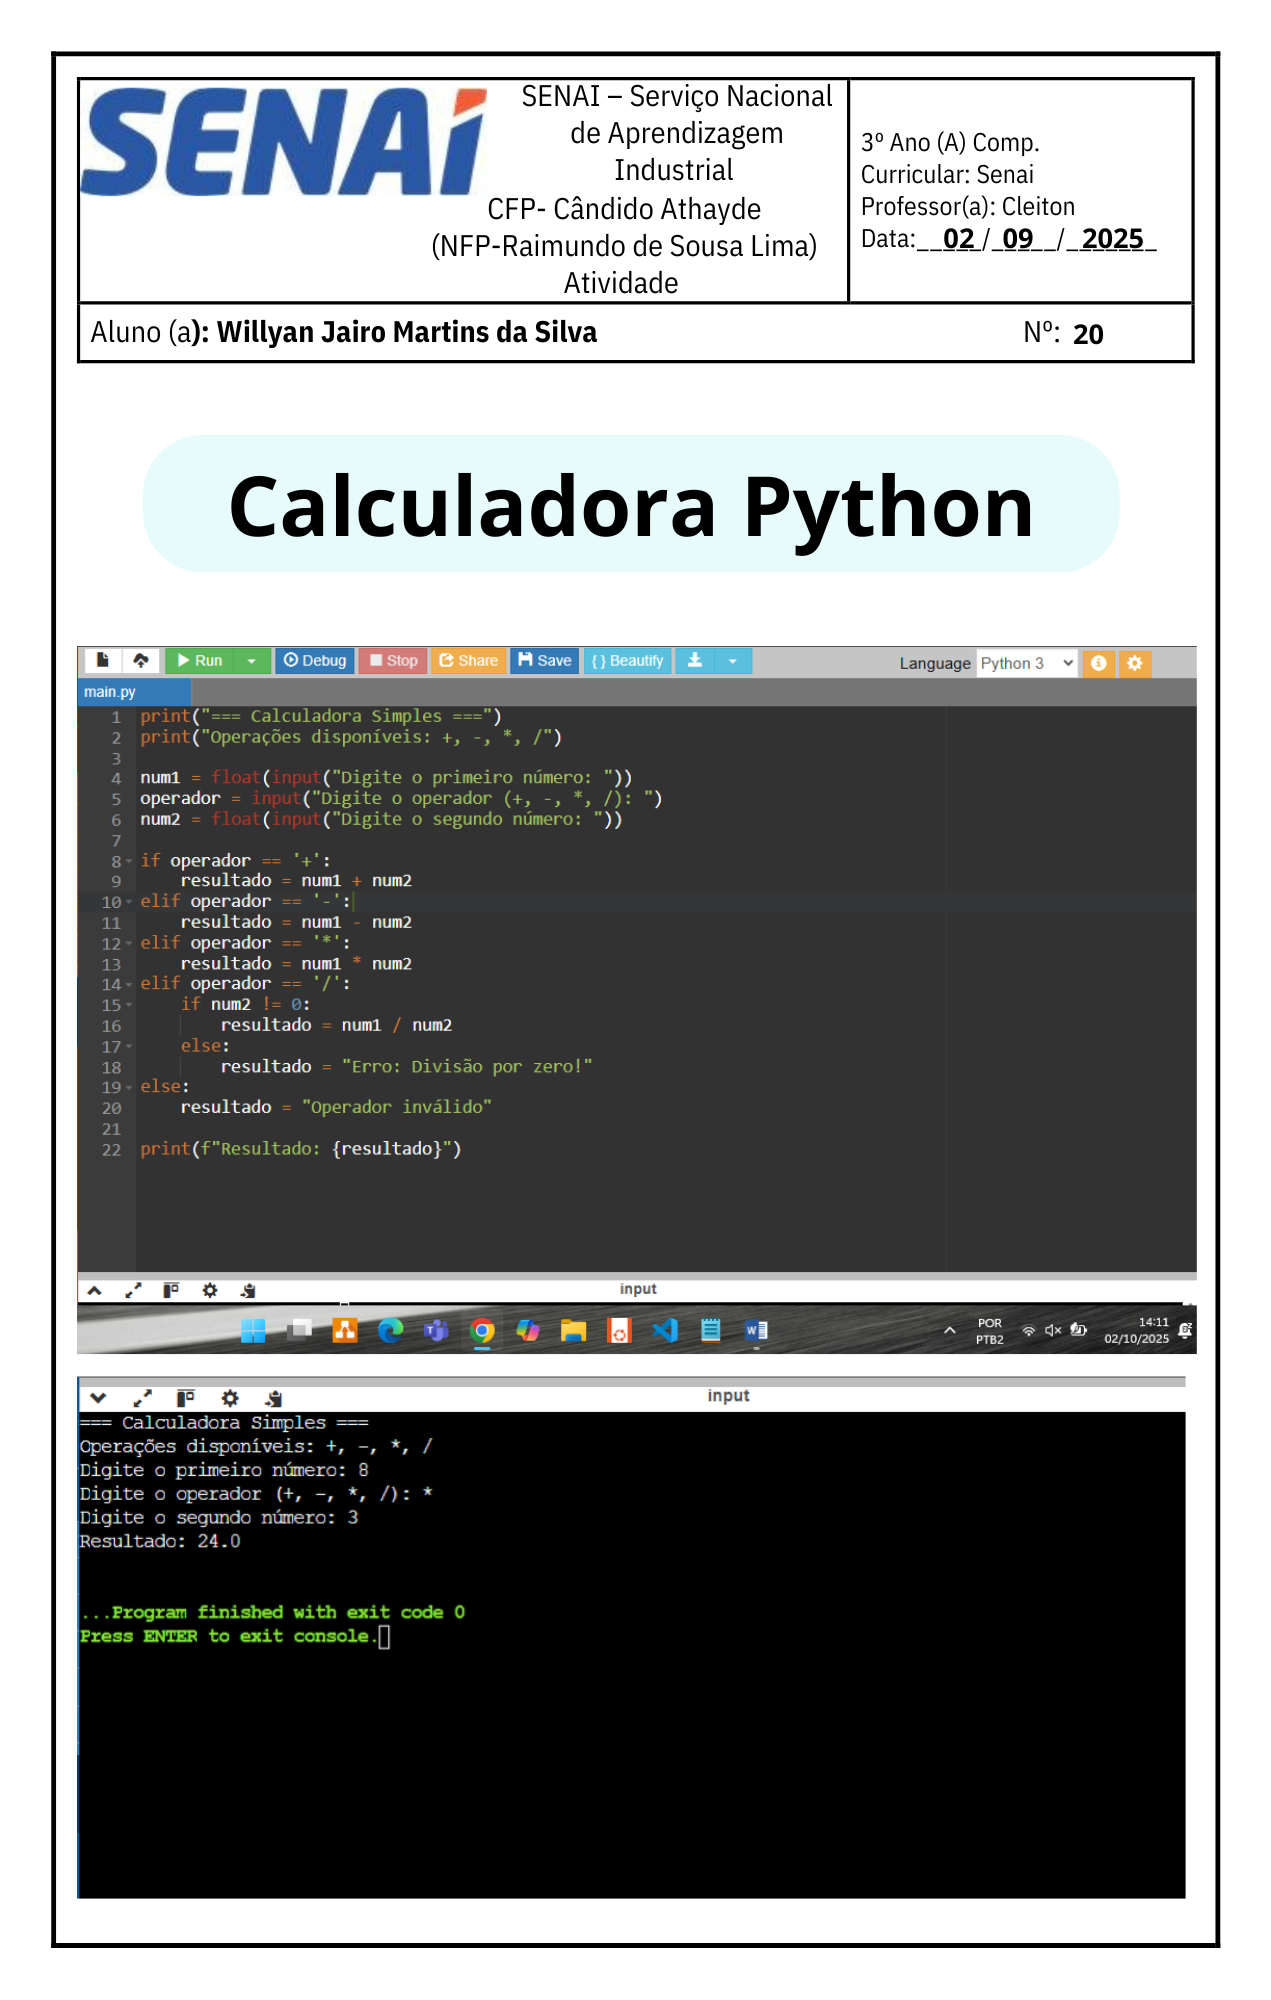 SENAI
SENAI – Serviço Nacional
de Aprendizagem
Industrial
CFP- Cândido Athayde
(NFP-Raimundo de Sousa Lima)
Atividade
3º Ano (A) Comp.
Curricular: Senai
Professor(a): Cleiton
Data:__02_/_09__/_2025_
Aluno (a): Willyan Jairo Martins da Silva Nº: 20
Calculadora Python
Run Debug Stop Share Save { } Beautify Language Python 3
main.py
1 print("=== Calculadora Simples ===")
2 print("Operações disponíveis: +, -, *, /")
3
4 num1 = float(input("Digite o primeiro número: "))
5 operador = input("Digite o operador (+, -, *, /): ")
6 num2 = float(input("Digite o segundo número: "))
7
8 if operador == '+':
9     resultado = num1 + num2
10 elif operador == '-':
11     resultado = num1 - num2
12 elif operador == '*':
13     resultado = num1 * num2
14 elif operador == '/':
15     if num2 != 0:
16         resultado = num1 / num2
17     else:
18         resultado = "Erro: Divisão por zero!"
19 else:
20     resultado = "Operador inválido"
21
22 print(f"Resultado: {resultado}")
input
POR
PTB2
14:11
02/10/2025
input
=== Calculadora Simples ===
Operações disponíveis: +, -, *, /
Digite o primeiro número: 8
Digite o operador (+, -, *, /): *
Digite o segundo número: 3
Resultado: 24.0
...Program finished with exit code 0
Press ENTER to exit console.